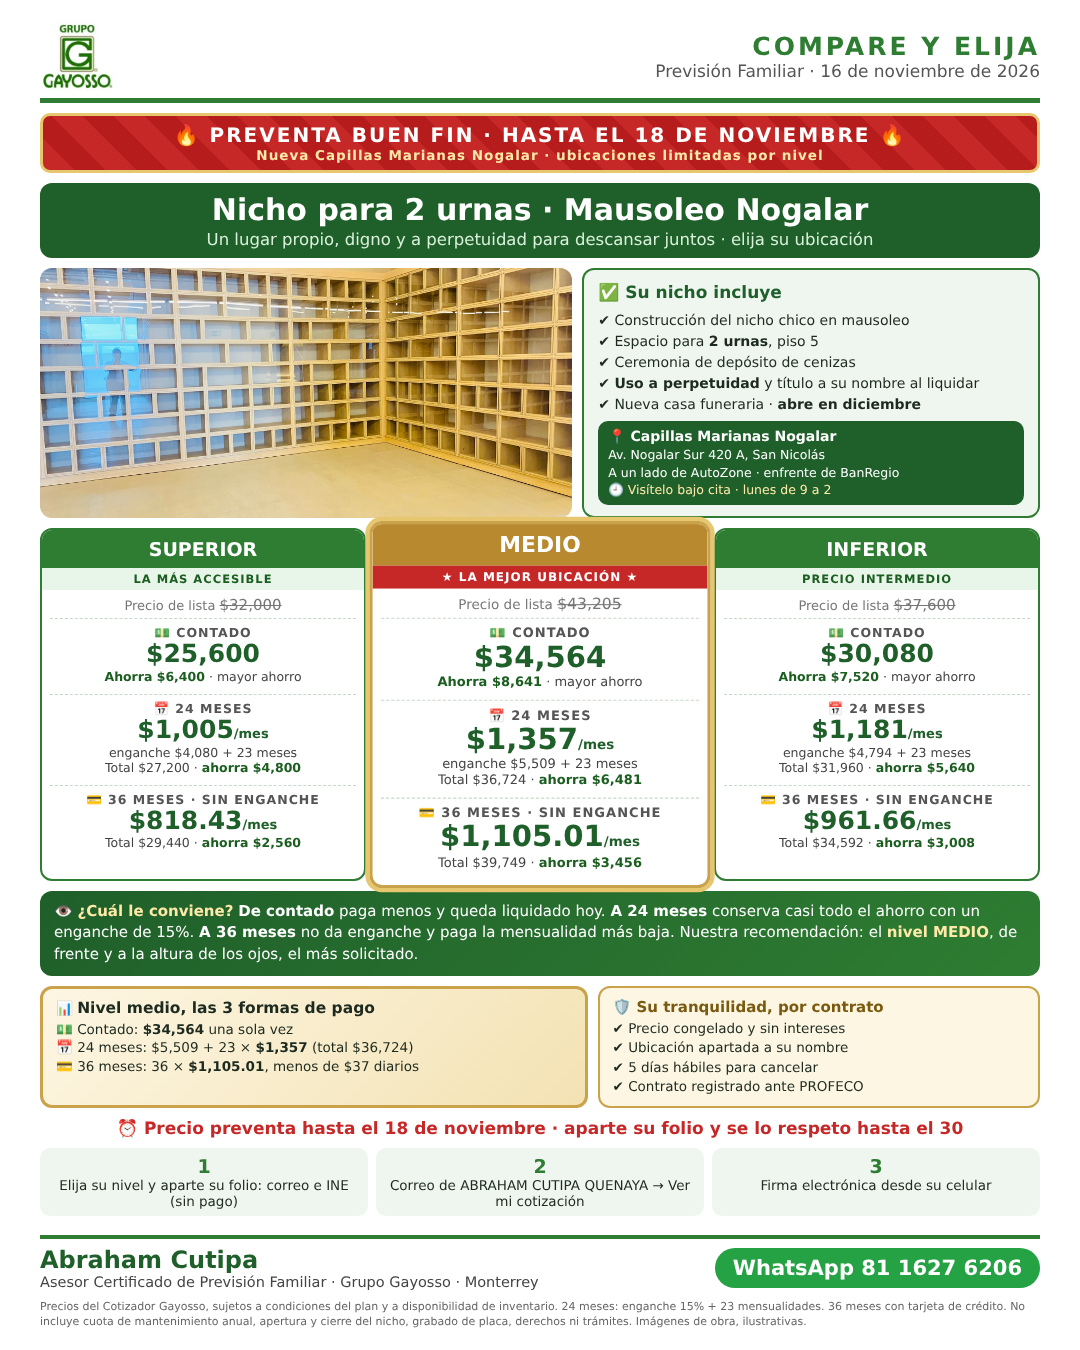 GRUPO
G
GAYOSSO
COMPARE Y ELIJA
Previsión Familiar · 16 de noviembre de 2026
🔥 PREVENTA BUEN FIN · HASTA EL 18 DE NOVIEMBRE 🔥
Nueva Capillas Marianas Nogalar · ubicaciones limitadas por nivel
Nicho para 2 urnas · Mausoleo Nogalar
Un lugar propio, digno y a perpetuidad para descansar juntos · elija su ubicación
✅ Su nicho incluye
✔ Construcción del nicho chico en mausoleo
✔ Espacio para 2 urnas, piso 5
✔ Ceremonia de depósito de cenizas
✔ Uso a perpetuidad y título a su nombre al liquidar
✔ Nueva casa funeraria · abre en diciembre
📍 Capillas Marianas Nogalar
Av. Nogalar Sur 420 A, San Nicolás
A un lado de AutoZone · enfrente de BanRegio
🕘 Visítelo bajo cita · lunes de 9 a 2
SUPERIOR
LA MÁS ACCESIBLE
Precio de lista $32,000
💵 CONTADO
$25,600
Ahorra $6,400 · mayor ahorro
📅 24 MESES
$1,005/mes
enganche $4,080 + 23 meses
Total $27,200 · ahorra $4,800
💳 36 MESES · SIN ENGANCHE
$818.43/mes
Total $29,440 · ahorra $2,560
MEDIO
★ LA MEJOR UBICACIÓN ★
Precio de lista $43,205
💵 CONTADO
$34,564
Ahorra $8,641 · mayor ahorro
📅 24 MESES
$1,357/mes
enganche $5,509 + 23 meses
Total $36,724 · ahorra $6,481
💳 36 MESES · SIN ENGANCHE
$1,105.01/mes
Total $39,749 · ahorra $3,456
INFERIOR
PRECIO INTERMEDIO
Precio de lista $37,600
💵 CONTADO
$30,080
Ahorra $7,520 · mayor ahorro
📅 24 MESES
$1,181/mes
enganche $4,794 + 23 meses
Total $31,960 · ahorra $5,640
💳 36 MESES · SIN ENGANCHE
$961.66/mes
Total $34,592 · ahorra $3,008
👁️ ¿Cuál le conviene? De contado paga menos y queda liquidado hoy. A 24 meses conserva casi todo el ahorro con un
enganche de 15%. A 36 meses no da enganche y paga la mensualidad más baja. Nuestra recomendación: el nivel MEDIO, de
frente y a la altura de los ojos, el más solicitado.
📊 Nivel medio, las 3 formas de pago
💵 Contado: $34,564 una sola vez
📅 24 meses: $5,509 + 23 × $1,357 (total $36,724)
💳 36 meses: 36 × $1,105.01, menos de $37 diarios
🛡️ Su tranquilidad, por contrato
✔ Precio congelado y sin intereses
✔ Ubicación apartada a su nombre
✔ 5 días hábiles para cancelar
✔ Contrato registrado ante PROFECO
⏰ Precio preventa hasta el 18 de noviembre · aparte su folio y se lo respeto hasta el 30
1
Elija su nivel y aparte su folio: correo e INE
(sin pago)
2
Correo de ABRAHAM CUTIPA QUENAYA → Ver
mi cotización
3
Firma electrónica desde su celular
Abraham Cutipa
Asesor Certificado de Previsión Familiar · Grupo Gayosso · Monterrey
WhatsApp 81 1627 6206
Precios del Cotizador Gayosso, sujetos a condiciones del plan y a disponibilidad de inventario. 24 meses: enganche 15% + 23 mensualidades. 36 meses con tarjeta de crédito. No
incluye cuota de mantenimiento anual, apertura y cierre del nicho, grabado de placa, derechos ni trámites. Imágenes de obra, ilustrativas.